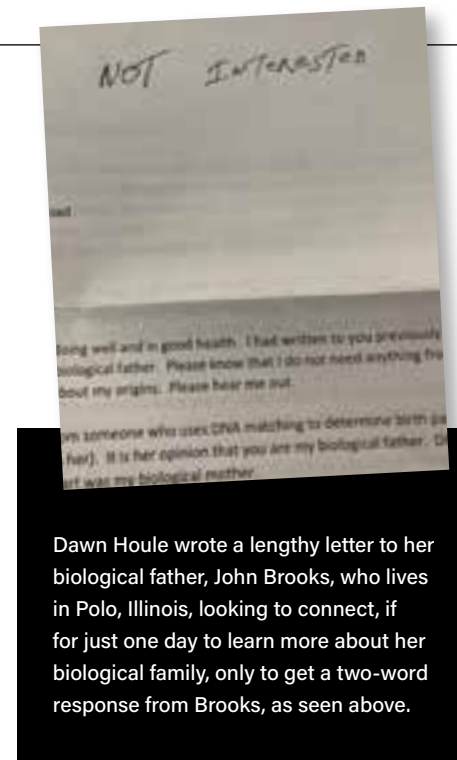 NOT INTERESTED
doing well and in good health. I had written to you previously
biological father. Please know that I do not need anything
about my origins. Please hear me out.
someone who uses DNA matching to determine birth
her). It is her opinion that you are my biological father.
was my biological mother
Dawn Houle wrote a lengthy letter to her
biological father, John Brooks, who lives
in Polo, Illinois, looking to connect, if
for just one day to learn more about her
biological family, only to get a two-word
response from Brooks, as seen above.